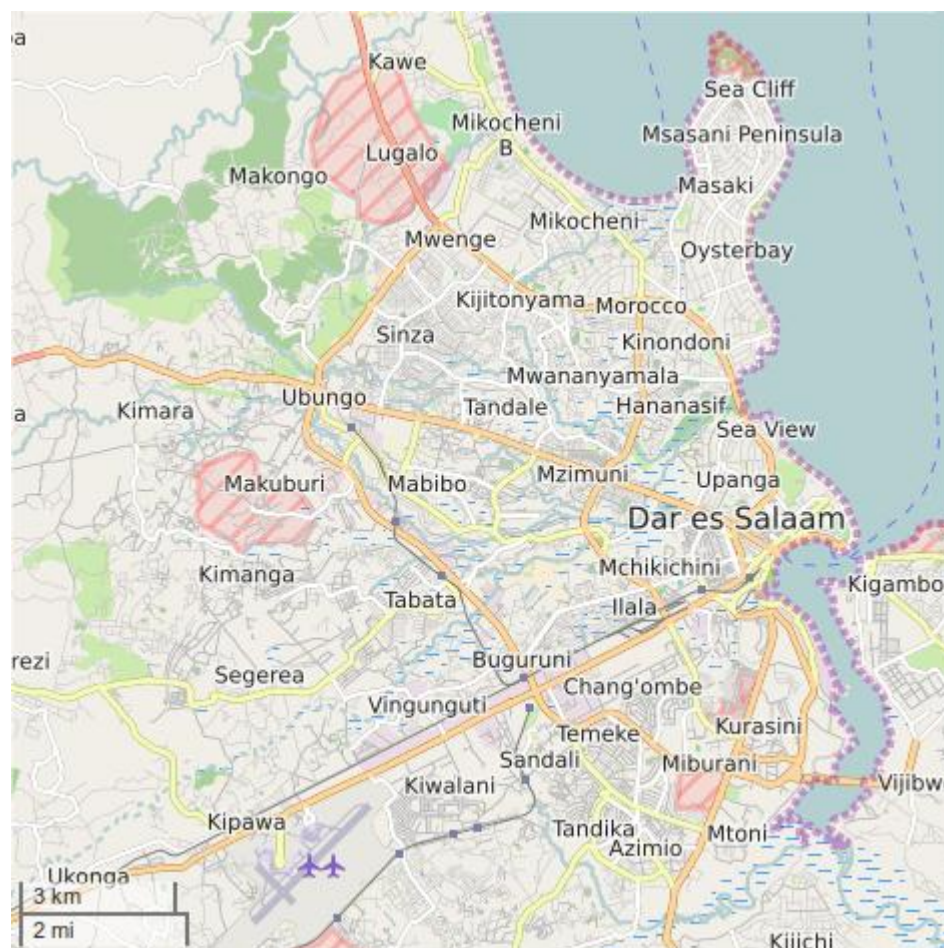 Kawe
Sea Cliff
Mikocheni
B
Msasani Peninsula
Lugalo
Makongo
Masaki
Mikocheni
Mwenge
Oysterbay
Kijitonyama
Morocco
Sinza
Kinondoni
Mwananyamala
Ubungo
Kimara
Tandale
Hananasif
Sea View
Makuburi
Mabibo
Mzimuni
Upanga
Dar es Salaam
Kimanga
Mchikichini
Kigambo
Tabata
Ilala
rezi
Segerea
Buguruni
Vingunguti
Chang'ombe
Temeke
Kurasini
Sandali
Miburani
Kiwalani
Vijibw
Kipawa
Tandika
Mtoni
Azimio
Ukonga
3 km
2 mi
Kijichi